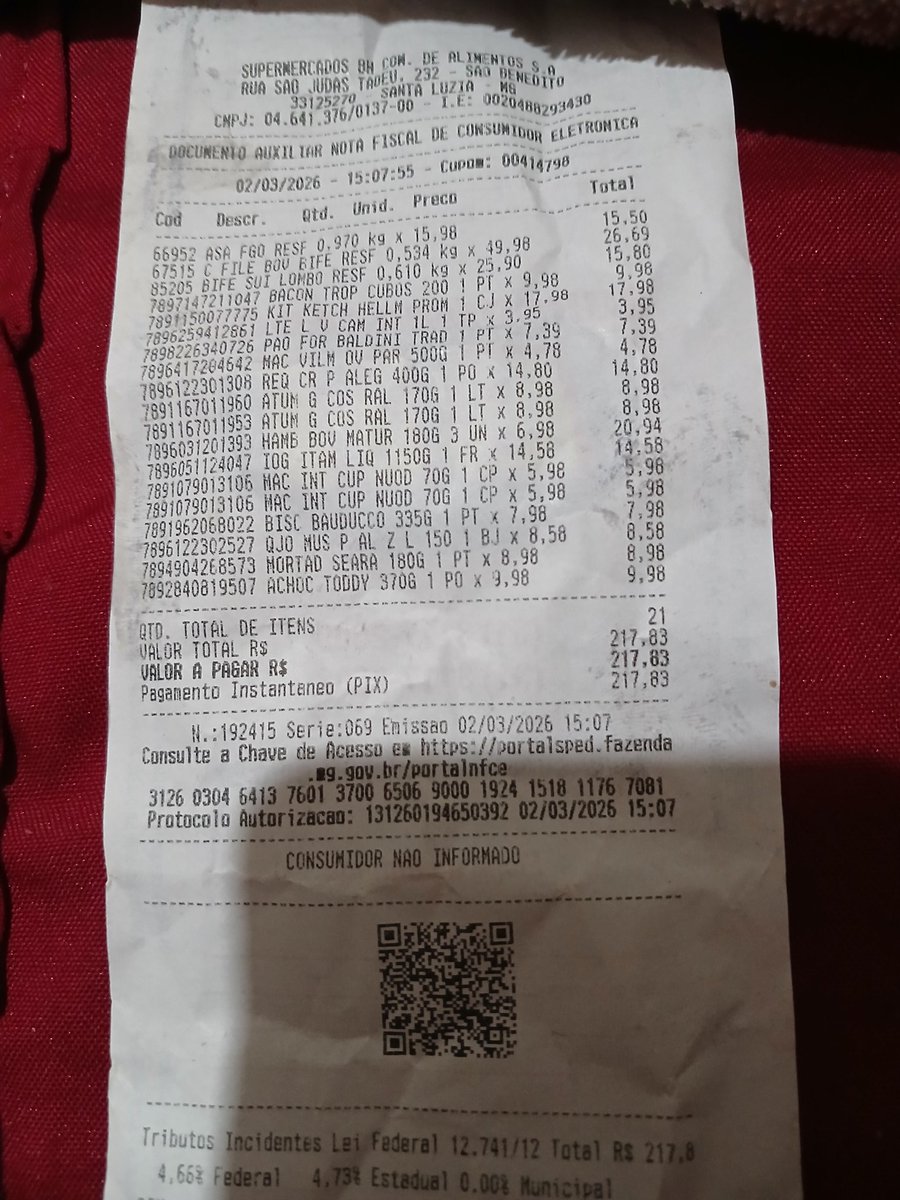 SUPERMERCADOS BH COM. DE ALIMENTOS S.A
RUA SAO JUDAS TADEU, 232 - SAO BENEDITO
33125270 - SANTA LUZIA - MG
CNPJ: 04.641.376/0137-00 - I.E: 0020488293430
DOCUMENTO AUXILIAR NOTA FISCAL DE CONSUMIDOR ELETRONICA
02/03/2026 - 15:07:55 - Cupom: 00414798
Cod Descr. Qtd. Unid. Preco Total
66952 ASA FGO RESF 0,970 kg x 15,98 15,50
67515 C FILE BOV BIFE RESF 0,534 kg x 49,98 26,69
85205 BIFE SUI LOMBO RESF 0,610 kg x 25,90 15,80
7897147211047 BACON TROP CUBOS 200 1 PT x 9,98 9,98
7891150077775 KIT KETCH HELLM PROM 1 CJ x 17,98 17,98
7896259412861 LTE L V CAM INT 1L 1 TP x 3,95 3,95
7898226340726 PAO FOR BALDINI TRAD 1 PT x 7,39 7,39
7896417204642 MAC VILM OV PAR 500G 1 PT x 4,78 4,78
7896122301308 REQ CR P ALEG 400G 1 PO x 14,80 14,80
7891167011960 ATUM G COS RAL 170G 1 LT x 8,98 8,98
7891167011953 ATUM G COS RAL 170G 1 LT x 8,98 8,98
7896031201393 HAMB BOV MATUR 180G 3 UN x 6,98 20,94
7896051124047 IOG ITAM LIQ 1150G 1 FR x 14,58 14,58
7891079013106 MAC INT CUP NUOD 70G 1 CP x 5,98 5,98
7891079013106 MAC INT CUP NUOD 70G 1 CP x 5,98 5,98
7891962068022 BISC BAUDUCCO 335G 1 PT x 7,98 7,98
7896122302527 QJO MUS P AL Z L 150 1 BJ x 8,58 8,58
7894904268573 MORTAD SEARA 180G 1 PT x 8,98 8,98
7892840819507 ACHOC TODDY 370G 1 PO x 9,98 9,98
QTD. TOTAL DE ITENS 21
VALOR TOTAL R$ 217,83
VALOR A PAGAR R$ 217,83
Pagamento Instantaneo (PIX) 217,83
N.:192415 Serie:069 Emissao 02/03/2026 15:07
Consulte a Chave de Acesso em https://portalsped.fazenda
.mg.gov.br/portalnfce
3126 0304 6413 7601 3700 6506 9000 1924 1518 1176 7081
Protocolo Autorizacao: 131260194650392 02/03/2026 15:07
CONSUMIDOR NAO INFORMADO
Tributos Incidentes Lei Federal 12.741/12 Total R$ 217,8
4,66% Federal 4,73% Estadual 0.00% Municipal